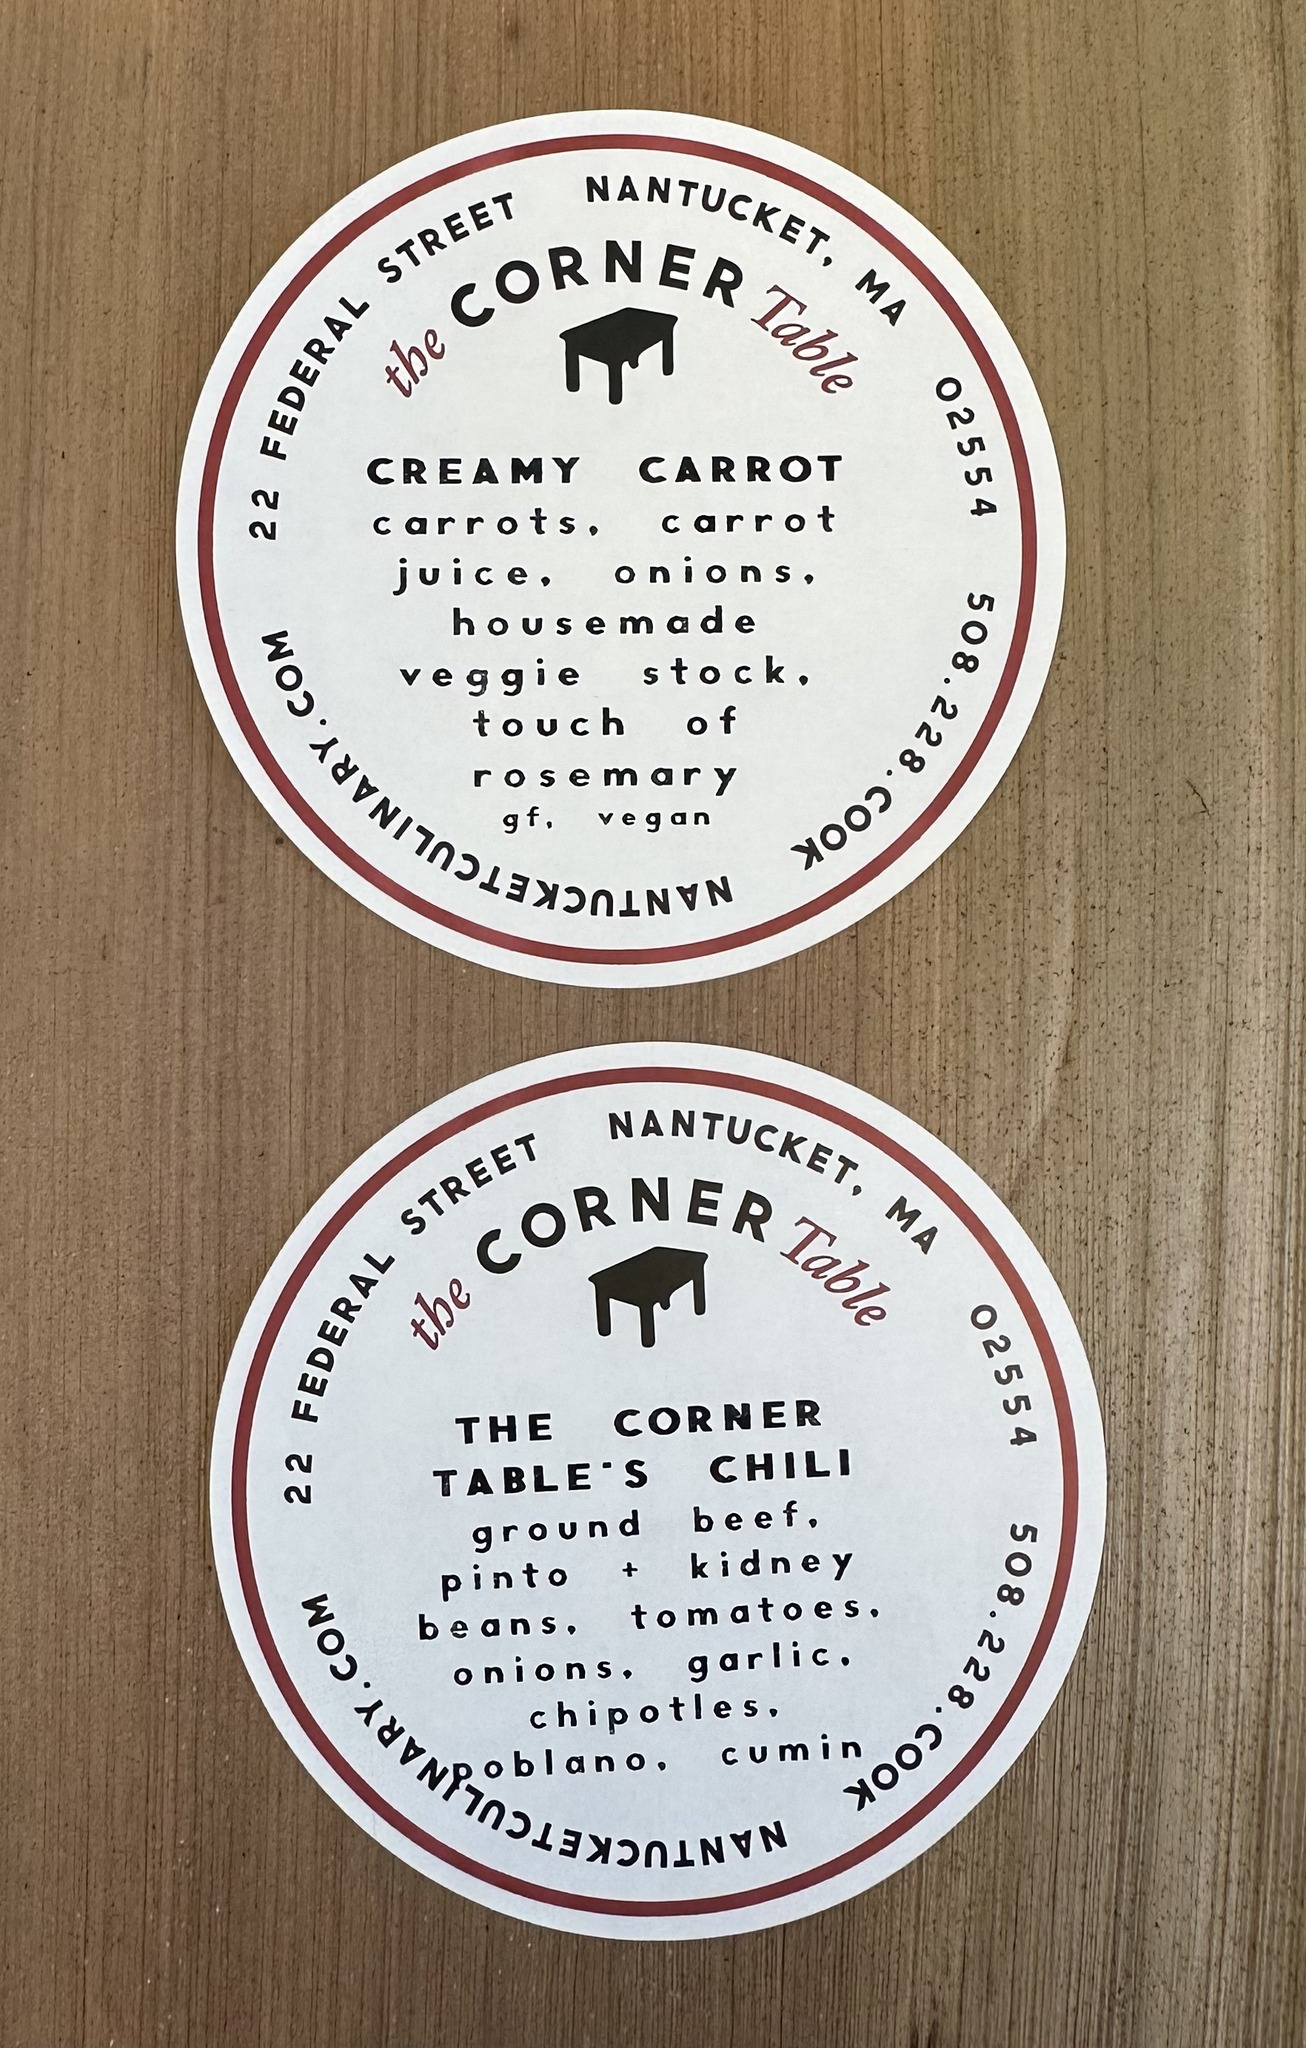 22 FEDERAL STREET NANTUCKET, MA 02554 508.228.COOK NANTUCKETCULINARY.COM
the CORNER Table
CREAMY CARROT
carrots, carrot
juice, onions,
housemade
veggie stock,
touch of
rosemary
gf, vegan
22 FEDERAL STREET NANTUCKET, MA 02554 508.228.COOK NANTUCKETCULINARY.COM
the CORNER Table
THE CORNER
TABLE'S CHILI
ground beef,
pinto + kidney
beans, tomatoes,
onions, garlic,
chipotles,
poblano, cumin